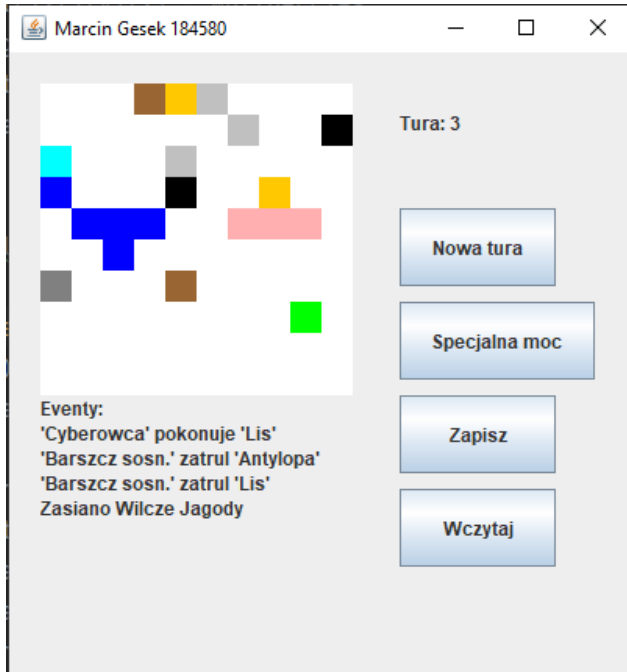 Marcin Gesek 184580
Tura: 3
Nowa tura
Specjalna moc
Zapisz
Wczytaj
Eventy:
'Cyberowca' pokonuje 'Lis'
'Barszcz sosn.' zatrul 'Antylopa'
'Barszcz sosn.' zatrul 'Lis'
Zasiano Wilcze Jagody